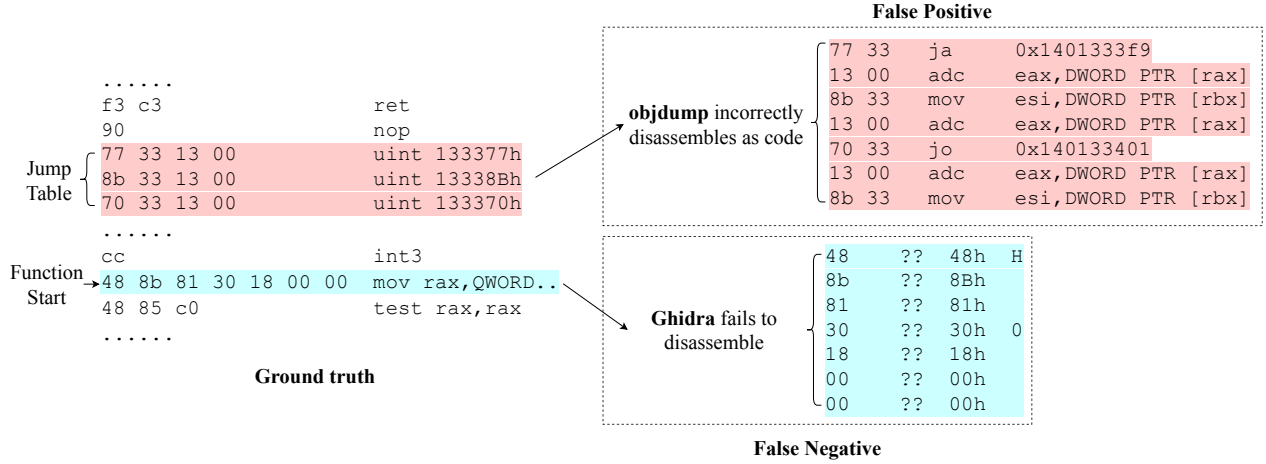 False Positive
......
f3 c3 ret
90 nop
Jump Table
77 33 13 00 uint 133377h
8b 33 13 00 uint 13338Bh
70 33 13 00 uint 133370h
......
cc int3
Function Start
48 8b 81 30 18 00 00 mov rax,QWORD..
48 85 c0 test rax,rax
......
Ground truth
objdump incorrectly
disassembles as code
77 33 ja 0x1401333f9
13 00 adc eax,DWORD PTR [rax]
8b 33 mov esi,DWORD PTR [rbx]
13 00 adc eax,DWORD PTR [rax]
70 33 jo 0x140133401
13 00 adc eax,DWORD PTR [rax]
8b 33 mov esi,DWORD PTR [rbx]
Ghidra fails to
disassemble
48 ?? 48h H
8b ?? 8Bh
81 ?? 81h
30 ?? 30h 0
18 ?? 18h
00 ?? 00h
00 ?? 00h
False Negative